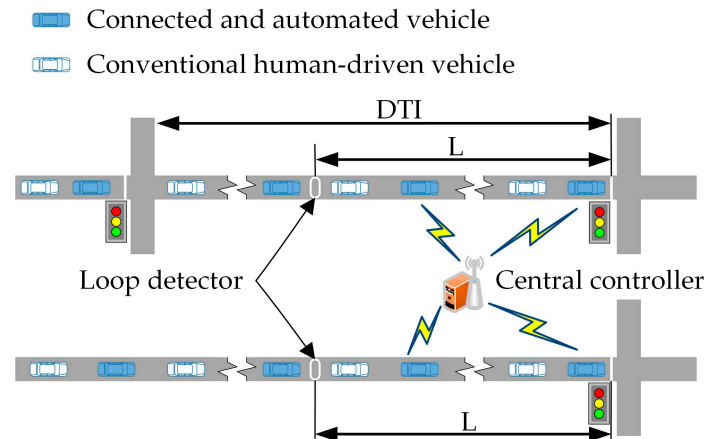 Connected and automated vehicle
Conventional human-driven vehicle
DTI
L
Loop detector
Central controller
L